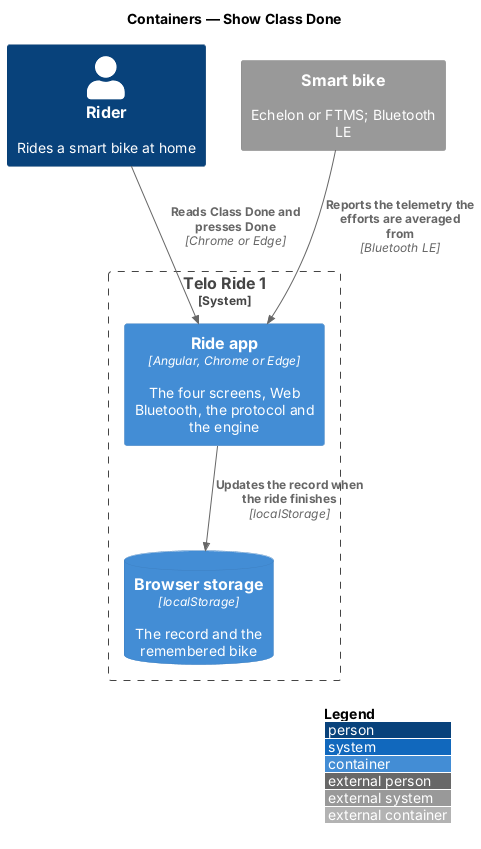 Containers — Show Class Done
Rider
Rides a smart bike at home
Smart bike
Echelon or FTMS; Bluetooth
LE
Reads Class Done and
presses Done
[Chrome or Edge]
Reports the telemetry the
efforts are averaged
from
[Bluetooth LE]
Telo Ride 1
[System]
Ride app
[Angular, Chrome or Edge]
The four screens, Web
Bluetooth, the protocol and
the engine
Updates the record when
the ride finishes
[localStorage]
Browser storage
[localStorage]
The record and the
remembered bike
Legend
person
system
container
external person
external system
external container